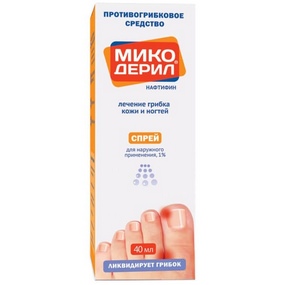 ПРОТИВОГРИБКОВОЕ
СРЕДСТВО
МИКО
ДЕРИЛ®
НАФТИФИН
лечение грибка
кожи и ногтей
СПРЕЙ
для наружного
применения, 1%
40 МЛ
ЛИКВИДИРУЕТ ГРИБОК